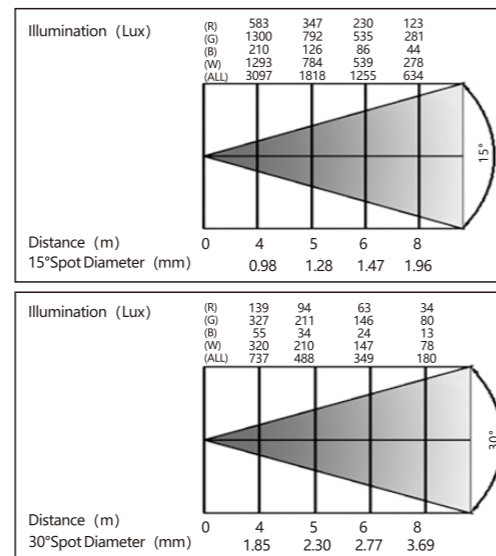 Illumination (Lux)
(R) 583 347 230 123
(G) 1300 792 535 281
(B) 210 126 86 44
(W) 1293 784 539 278
(ALL) 3097 1818 1255 634
15°
Distance (m) 0 4 5 6 8
15°Spot Diameter (mm) 0.98 1.28 1.47 1.96
Illumination (Lux)
(R) 139 94 63 34
(G) 327 211 146 80
(B) 55 34 24 13
(W) 320 210 147 78
(ALL) 737 488 349 180
30°
Distance (m) 0 4 5 6 8
30°Spot Diameter (mm) 1.85 2.30 2.77 3.69